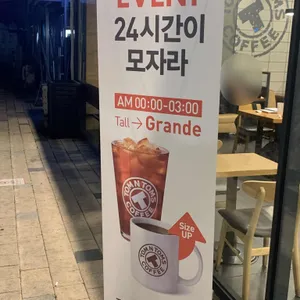 EVENT
24시간이
모자라
AM 00:00-03:00
Tall → Grande
TOM N TOMS
COFFEE
Size
UP
TOM N TOMS
COFFEE
COFFEE